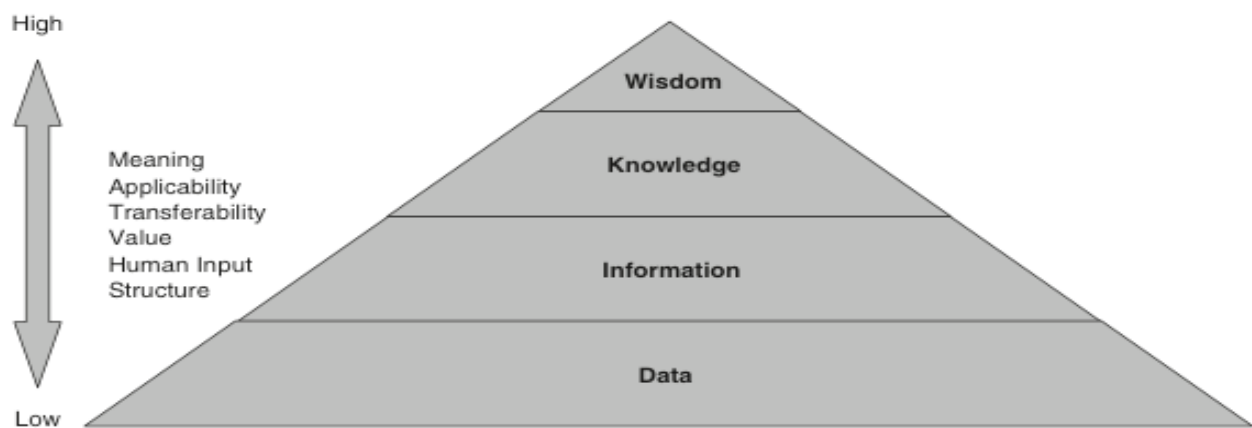 High
Wisdom
Meaning
Applicability
Transferability
Value
Human Input
Structure
Knowledge
Information
Data
Low